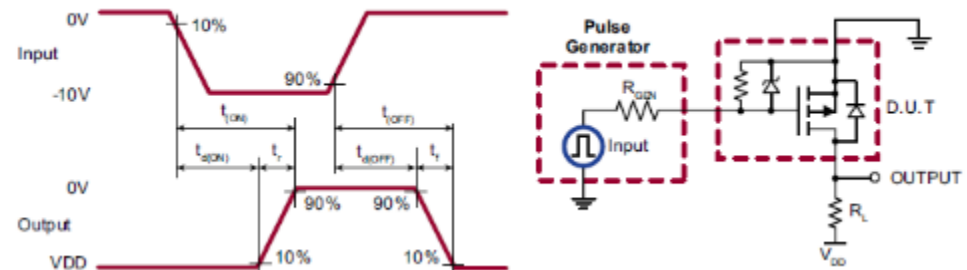 0V
10%
Input
90%
-10V
t(ON)
t(OFF)
td(ON)
tr
td(OFF)
tf
0V
90%
90%
Output
10%
10%
VDD
Pulse
Generator
RGEN
Input
D.U.T
OUTPUT
RL
VDD